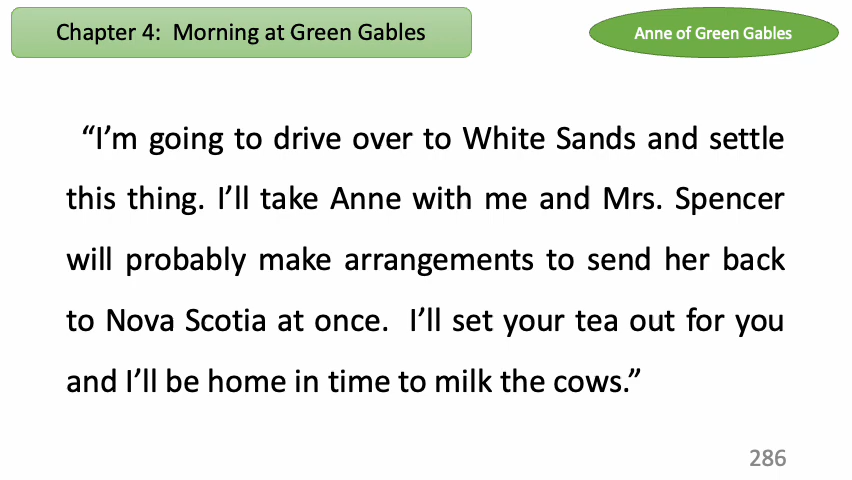 Chapter 4:  Morning at Green Gables
Anne of Green Gables
“I’m going to drive over to White Sands and settle
this thing. I’ll take Anne with me and Mrs. Spencer
will probably make arrangements to send her back
to Nova Scotia at once.  I’ll set your tea out for you
and I’ll be home in time to milk the cows.”
286